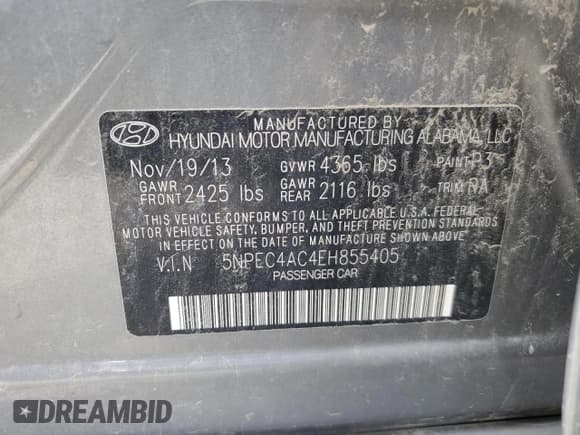 MANUFACTURED BY
HYUNDAI MOTOR MANUFACTURING ALABAMA, LLC
Nov/19/13 GVWR 4365 lbs PAINT P3
GAWR FRONT 2425 lbs GAWR REAR 2116 lbs TRIM NA
THIS VEHICLE CONFORMS TO ALL APPLICABLE U.S.A. FEDERAL
MOTOR VEHICLE SAFETY, BUMPER, AND THEFT PREVENTION
STANDARDS IN EFFECT ON THE DATE OF MANUFACTURE SHOWN ABOVE.
V.I.N 5NPEC4AC4EH855405
PASSENGER CAR
DREAMBID